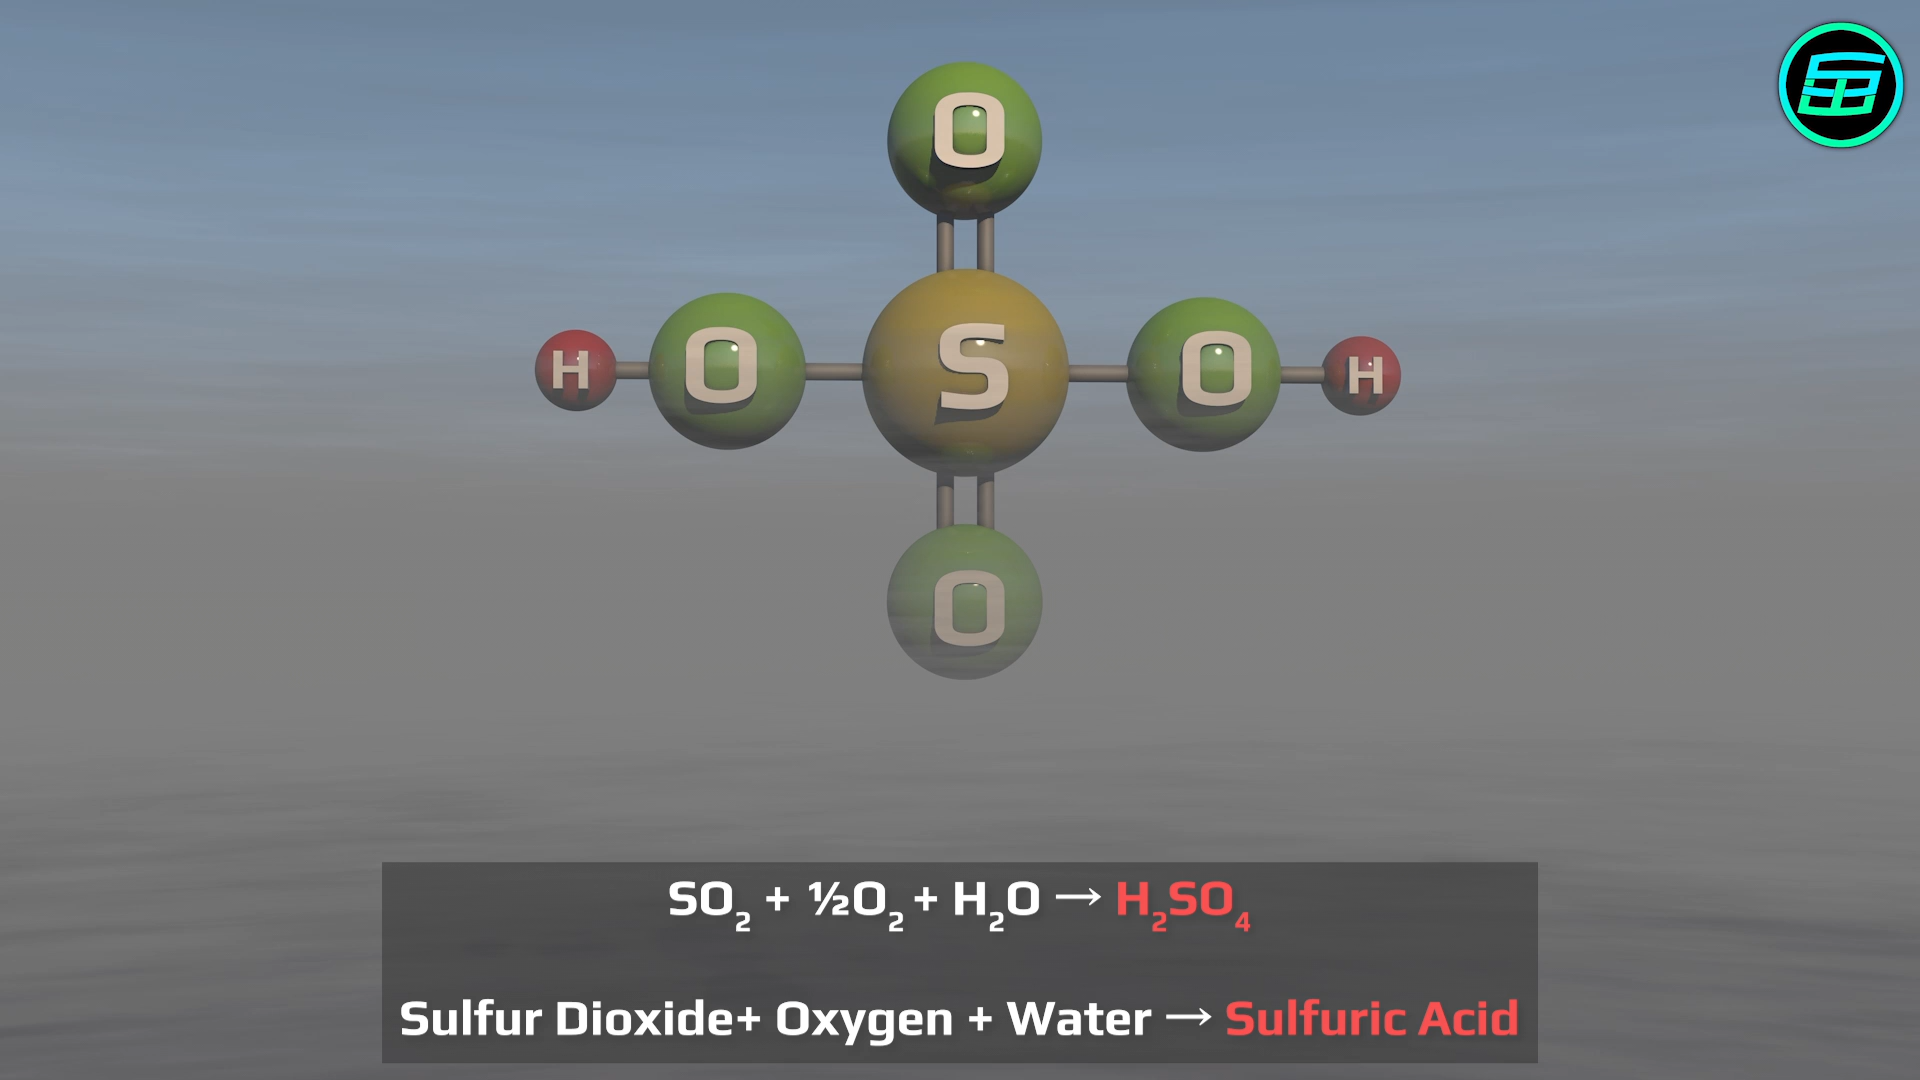 O
H O S O H
O
SO₂ + ½O₂ + H₂O → H₂SO₄
Sulfur Dioxide+ Oxygen + Water → Sulfuric Acid